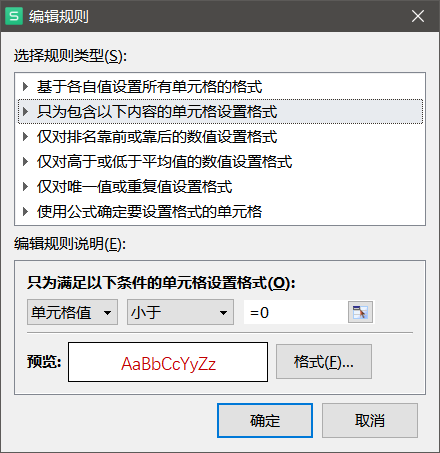 S 编辑规则
选择规则类型(S):
基于各自值设置所有单元格的格式
只为包含以下内容的单元格设置格式
仅对排名靠前或靠后的数值设置格式
仅对高于或低于平均值的数值设置格式
仅对唯一值或重复值设置格式
使用公式确定要设置格式的单元格
编辑规则说明(E):
只为满足以下条件的单元格设置格式(O):
单元格值 小于 =0
预览: AaBbCcYyZz 格式(F)...
确定 取消